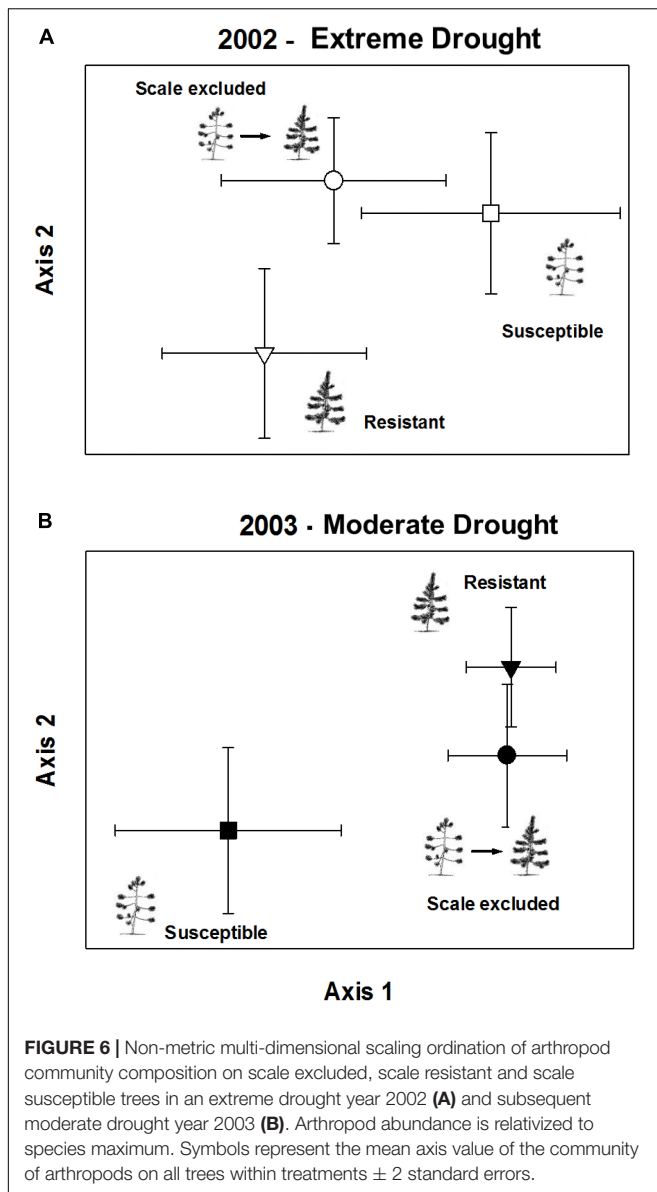 A
2002 - Extreme Drought
Scale excluded
Axis 2
Susceptible
Resistant
B
2003 - Moderate Drought
Resistant
Axis 2
Scale excluded
Susceptible
Axis 1
FIGURE 6 | Non-metric multi-dimensional scaling ordination of arthropod
community composition on scale excluded, scale resistant and scale
susceptible trees in an extreme drought year 2002 (A) and subsequent
moderate drought year 2003 (B). Arthropod abundance is relativized to
species maximum. Symbols represent the mean axis value of the community
of arthropods on all trees within treatments ± 2 standard errors.